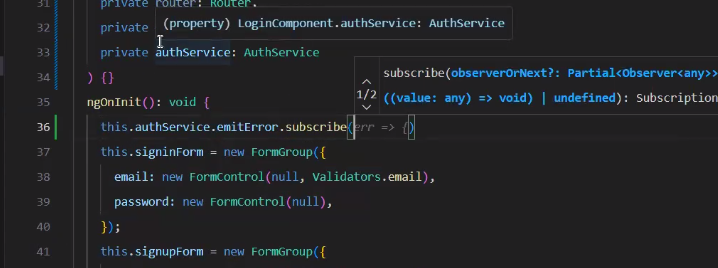 31 private router: Router,
(property) LoginComponent.authService: AuthService
32 private
33 private authService: AuthService
34 ) {}
subscribe(observerOrNext?: Partial<Observer<any>>
1/2 ((value: any) => void) | undefined): Subscription
35 ngOnInit(): void {
36 this.authService.emitError.subscribe(err => {)
37 this.signinForm = new FormGroup({
38 email: new FormControl(null, Validators.email),
39 password: new FormControl(null),
40 });
41 this.signupForm = new FormGroup({